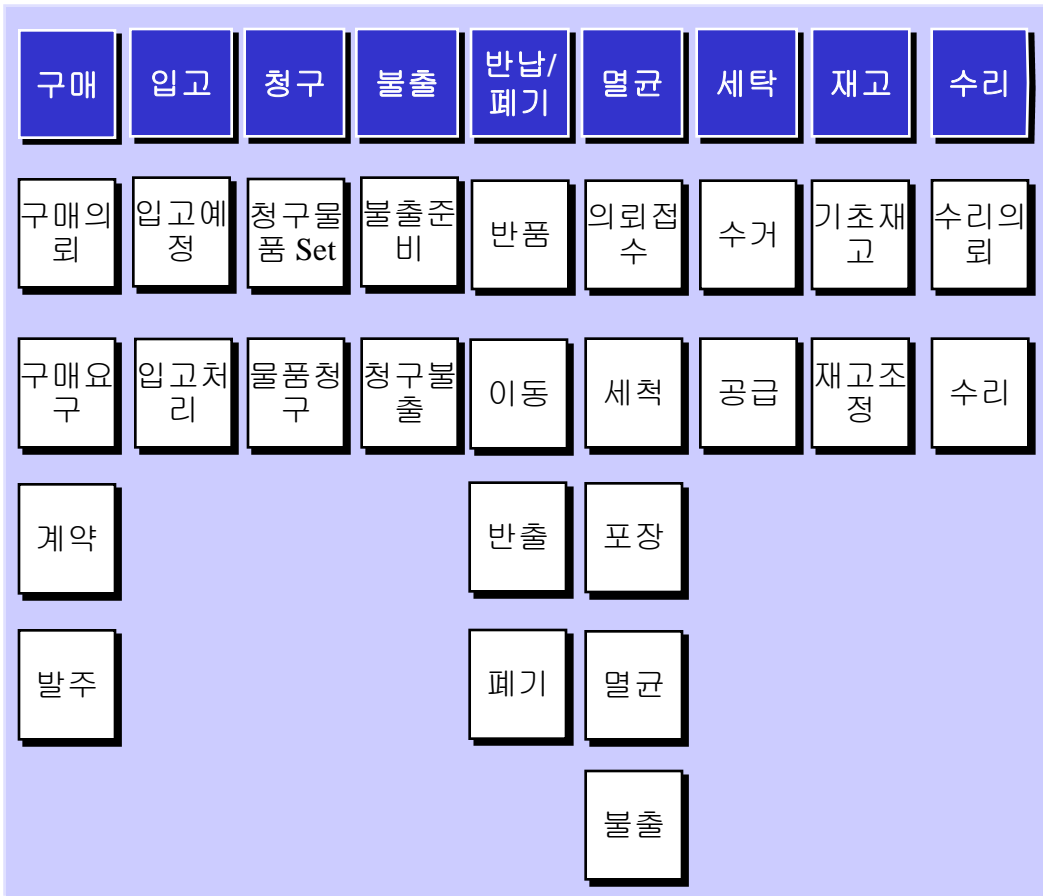 구매
입고
청구
불출
반납/
폐기
멸균
세탁
재고
수리
구매의
뢰
입고예
정
청구물
품 Set
불출준
비
반품
의뢰접
수
수거
기초재
고
수리의
뢰
구매요
구
입고처
리
물품청
구
청구불
출
이동
세척
공급
재고조
정
수리
계약
반출
포장
발주
폐기
멸균
불출